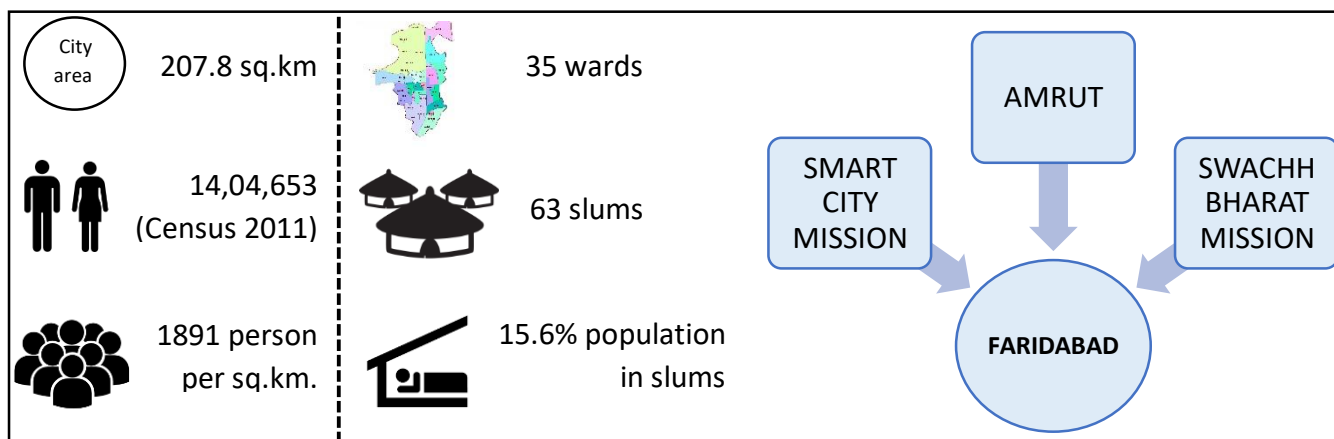 City
area
207.8 sq.km
35 wards
14,04,653
(Census 2011)
63 slums
1891 person
per sq.km.
15.6% population
in slums
AMRUT
SMART
CITY
MISSION
SWACHH
BHARAT
MISSION
FARIDABAD